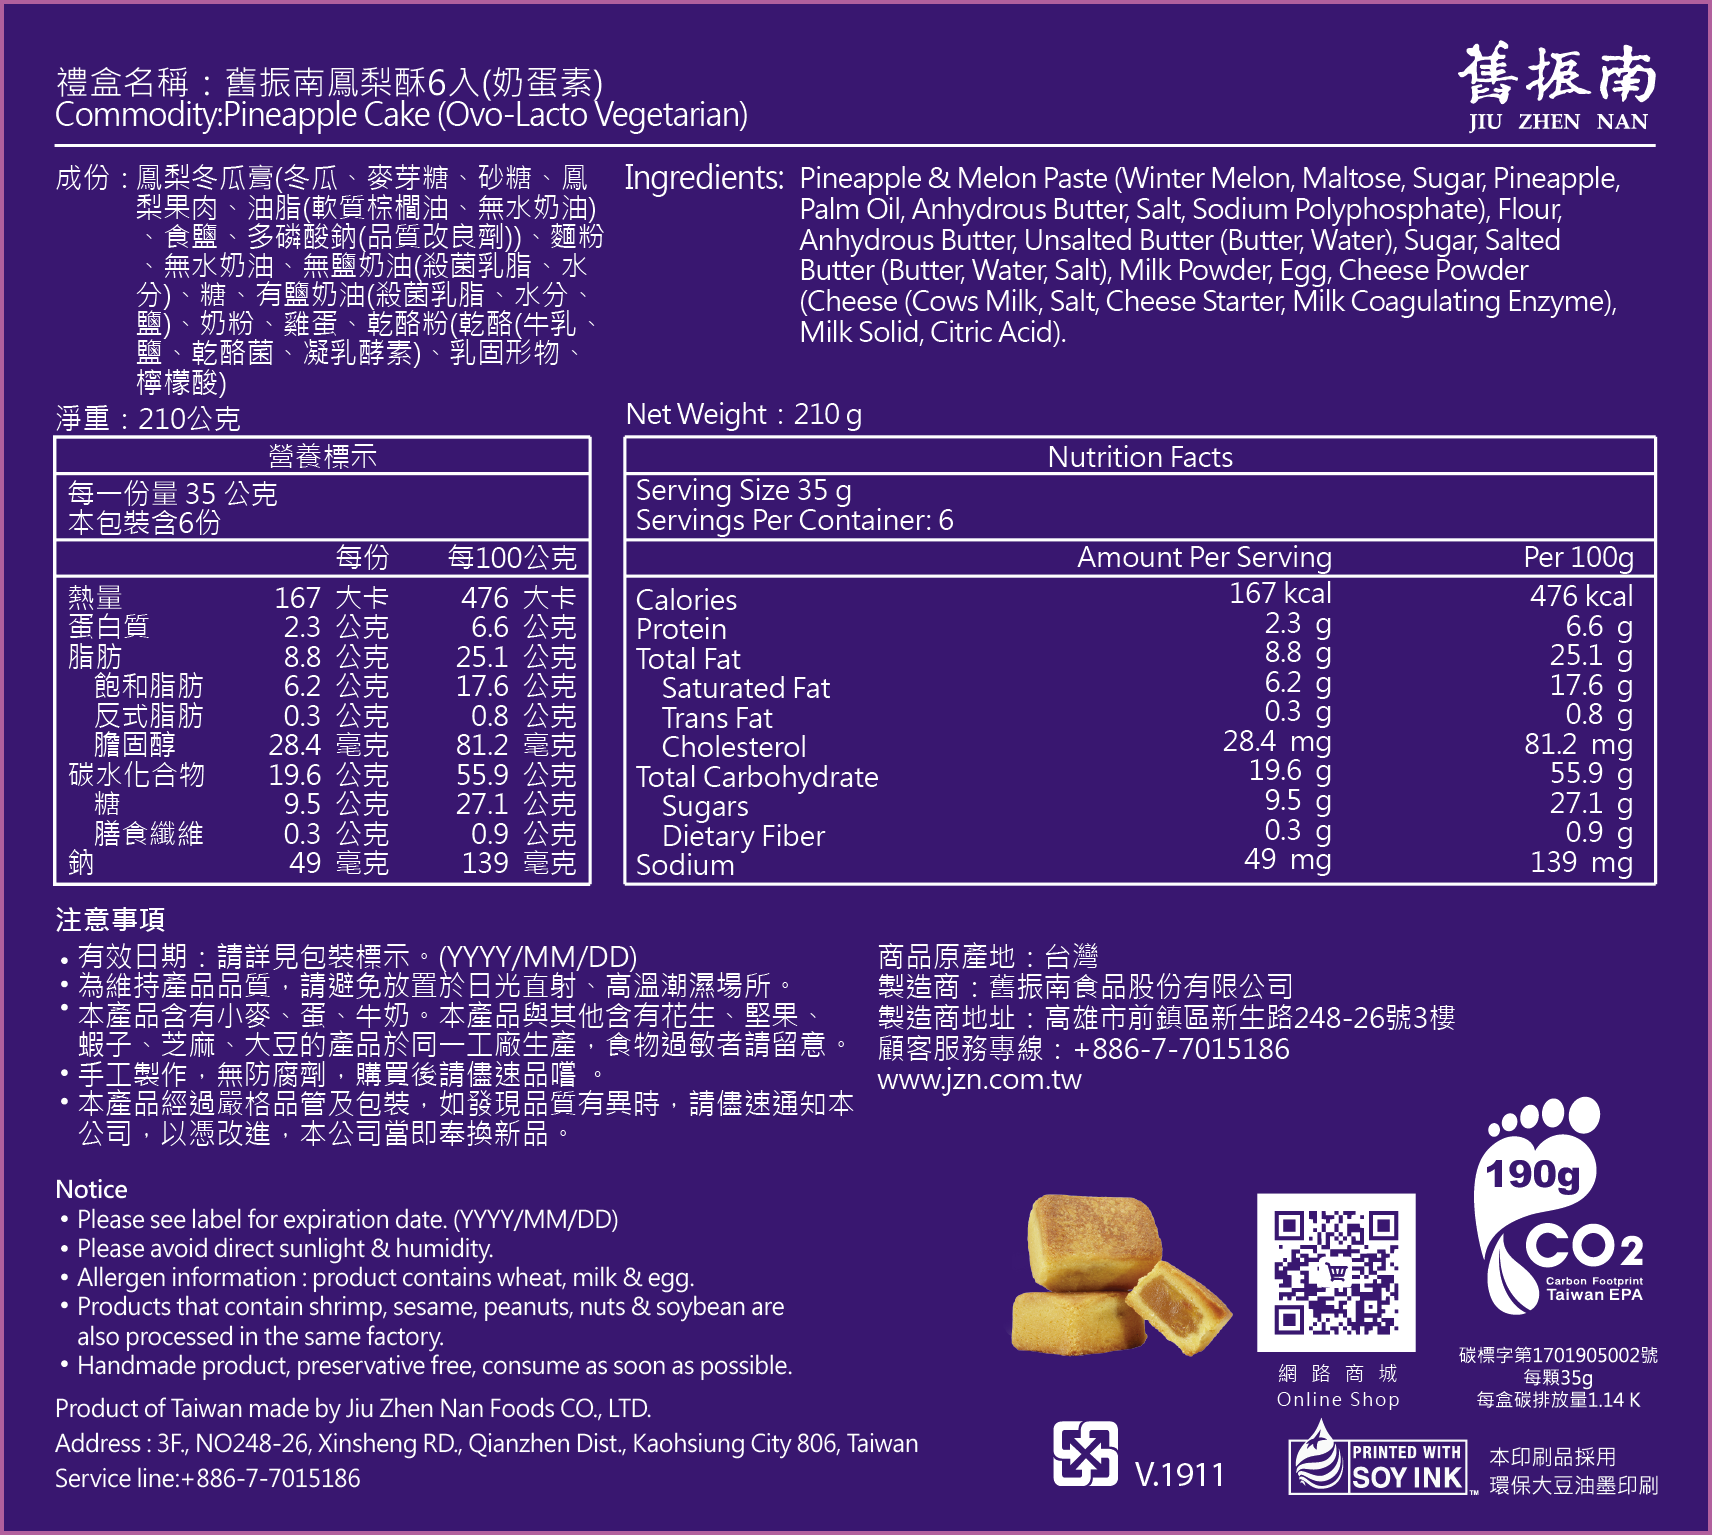 禮盒名稱：舊振南鳳梨酥6入(奶蛋素)
Commodity:Pineapple Cake (Ovo-Lacto Vegetarian)
舊振南
JIU ZHEN NAN
成份：鳳梨冬瓜膏(冬瓜、麥芽糖、砂糖、鳳
梨果肉、油脂(軟質棕櫚油、無水奶油)
、食鹽、多磷酸鈉(品質改良劑))、麵粉
、無水奶油、無鹽奶油(殺菌乳脂、水
分)、糖、有鹽奶油(殺菌乳脂、水分、
鹽)、奶粉、雞蛋、乾酪粉(乾酪(牛乳、
鹽、乾酪菌、凝乳酵素)、乳固形物、
檸檬酸)
淨重：210公克
Ingredients: Pineapple & Melon Paste (Winter Melon, Maltose, Sugar, Pineapple,
Palm Oil, Anhydrous Butter, Salt, Sodium Polyphosphate), Flour,
Anhydrous Butter, Unsalted Butter (Butter, Water), Sugar, Salted
Butter (Butter, Water, Salt), Milk Powder, Egg, Cheese Powder
(Cheese (Cows Milk, Salt, Cheese Starter, Milk Coagulating Enzyme),
Milk Solid, Citric Acid).
Net Weight：210 g
營養標示
每一份量 35 公克
本包裝含6份
每份 每100公克
熱量 167 大卡 476 大卡
蛋白質 2.3 公克 6.6 公克
脂肪 8.8 公克 25.1 公克
飽和脂肪 6.2 公克 17.6 公克
反式脂肪 0.3 公克 0.8 公克
膽固醇 28.4 毫克 81.2 毫克
碳水化合物 19.6 公克 55.9 公克
糖 9.5 公克 27.1 公克
膳食纖維 0.3 公克 0.9 公克
鈉 49 毫克 139 毫克
Nutrition Facts
Serving Size 35 g
Servings Per Container: 6
Amount Per Serving Per 100g
Calories 167 kcal 476 kcal
Protein 2.3 g 6.6 g
Total Fat 8.8 g 25.1 g
Saturated Fat 6.2 g 17.6 g
Trans Fat 0.3 g 0.8 g
Cholesterol 28.4 mg 81.2 mg
Total Carbohydrate 19.6 g 55.9 g
Sugars 9.5 g 27.1 g
Dietary Fiber 0.3 g 0.9 g
Sodium 49 mg 139 mg
注意事項
•有效日期：請詳見包裝標示。(YYYY/MM/DD)
•為維持產品品質，請避免放置於日光直射、高溫潮濕場所。
•本產品含有小麥、蛋、牛奶。本產品與其他含有花生、堅果、
蝦子、芝麻、大豆的產品於同一工廠生產，食物過敏者請留意。
•手工製作，無防腐劑，購買後請儘速品嚐 。
•本產品經過嚴格品管及包裝，如發現品質有異時，請儘速通知本
公司，以憑改進，本公司當即奉換新品。
商品原產地：台灣
製造商：舊振南食品股份有限公司
製造商地址：高雄市前鎮區新生路248-26號3樓
顧客服務專線：+886-7-7015186
www.jzn.com.tw
Notice
•Please see label for expiration date. (YYYY/MM/DD)
•Please avoid direct sunlight & humidity.
•Allergen information : product contains wheat, milk & egg.
•Products that contain shrimp, sesame, peanuts, nuts & soybean are
also processed in the same factory.
•Handmade product, preservative free, consume as soon as possible.
Product of Taiwan made by Jiu Zhen Nan Foods CO., LTD.
Address : 3F., NO248-26, Xinsheng RD., Qianzhen Dist., Kaohsiung City 806, Taiwan
Service line:+886-7-7015186
網路商城
Online Shop
190g
CO2
Carbon Footprint
Taiwan EPA
碳標字第1701905002號
每顆35g
每盒碳排放量1.14 K
V.1911
PRINTED WITH
SOY INK™
本印刷品採用
環保大豆油墨印刷